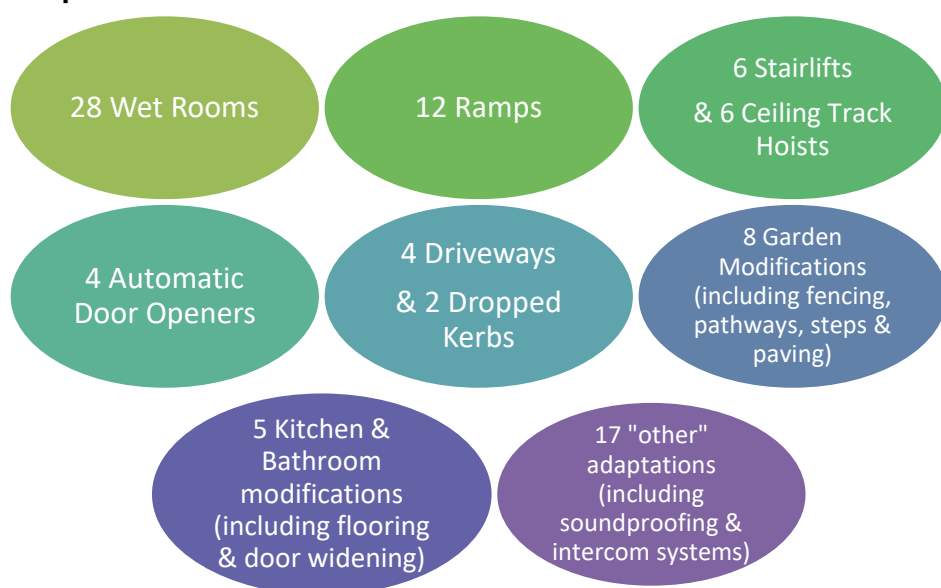 28 Wet Rooms
12 Ramps
6 Stairlifts
& 6 Ceiling Track
Hoists
4 Automatic
Door Openers
4 Driveways
& 2 Dropped
Kerbs
8 Garden
Modifications
(including fencing,
pathways, steps &
paving)
5 Kitchen &
Bathroom
modifications
(including flooring
& door widening)
17 "other"
adaptations
(including
soundproofing &
intercom systems)